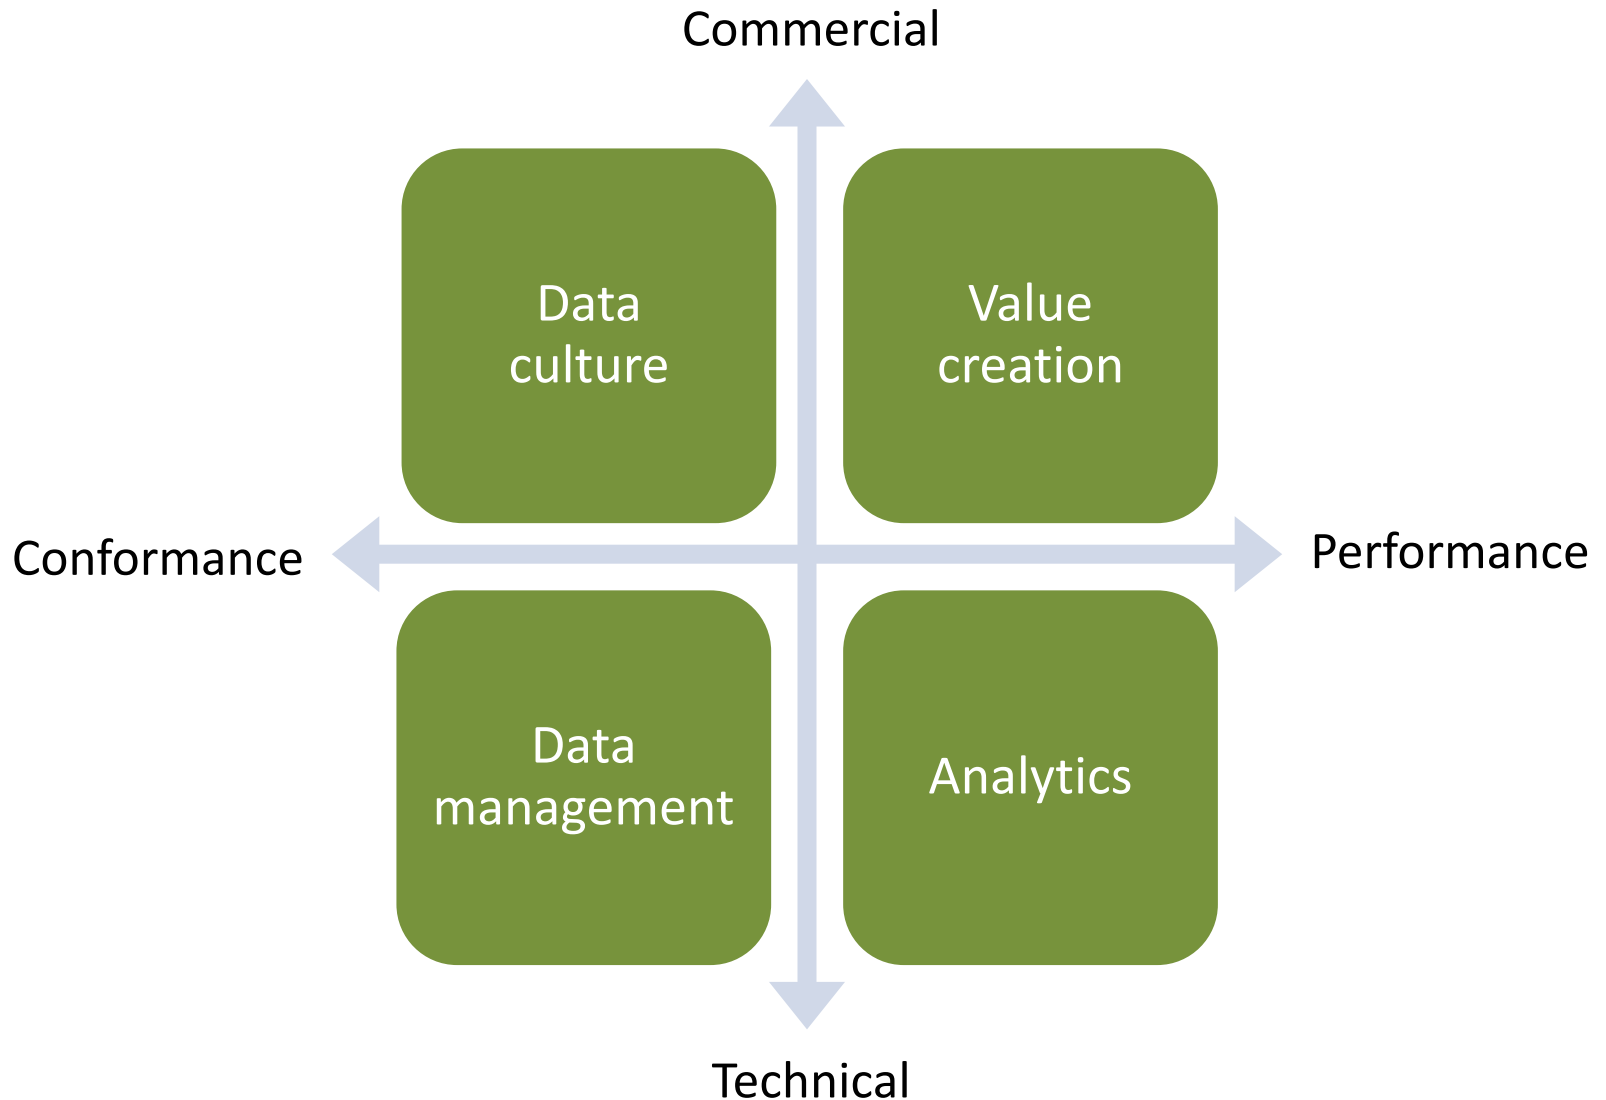 Commercial
Data
culture
Value
creation
Conformance
Performance
Data
management
Analytics
Technical